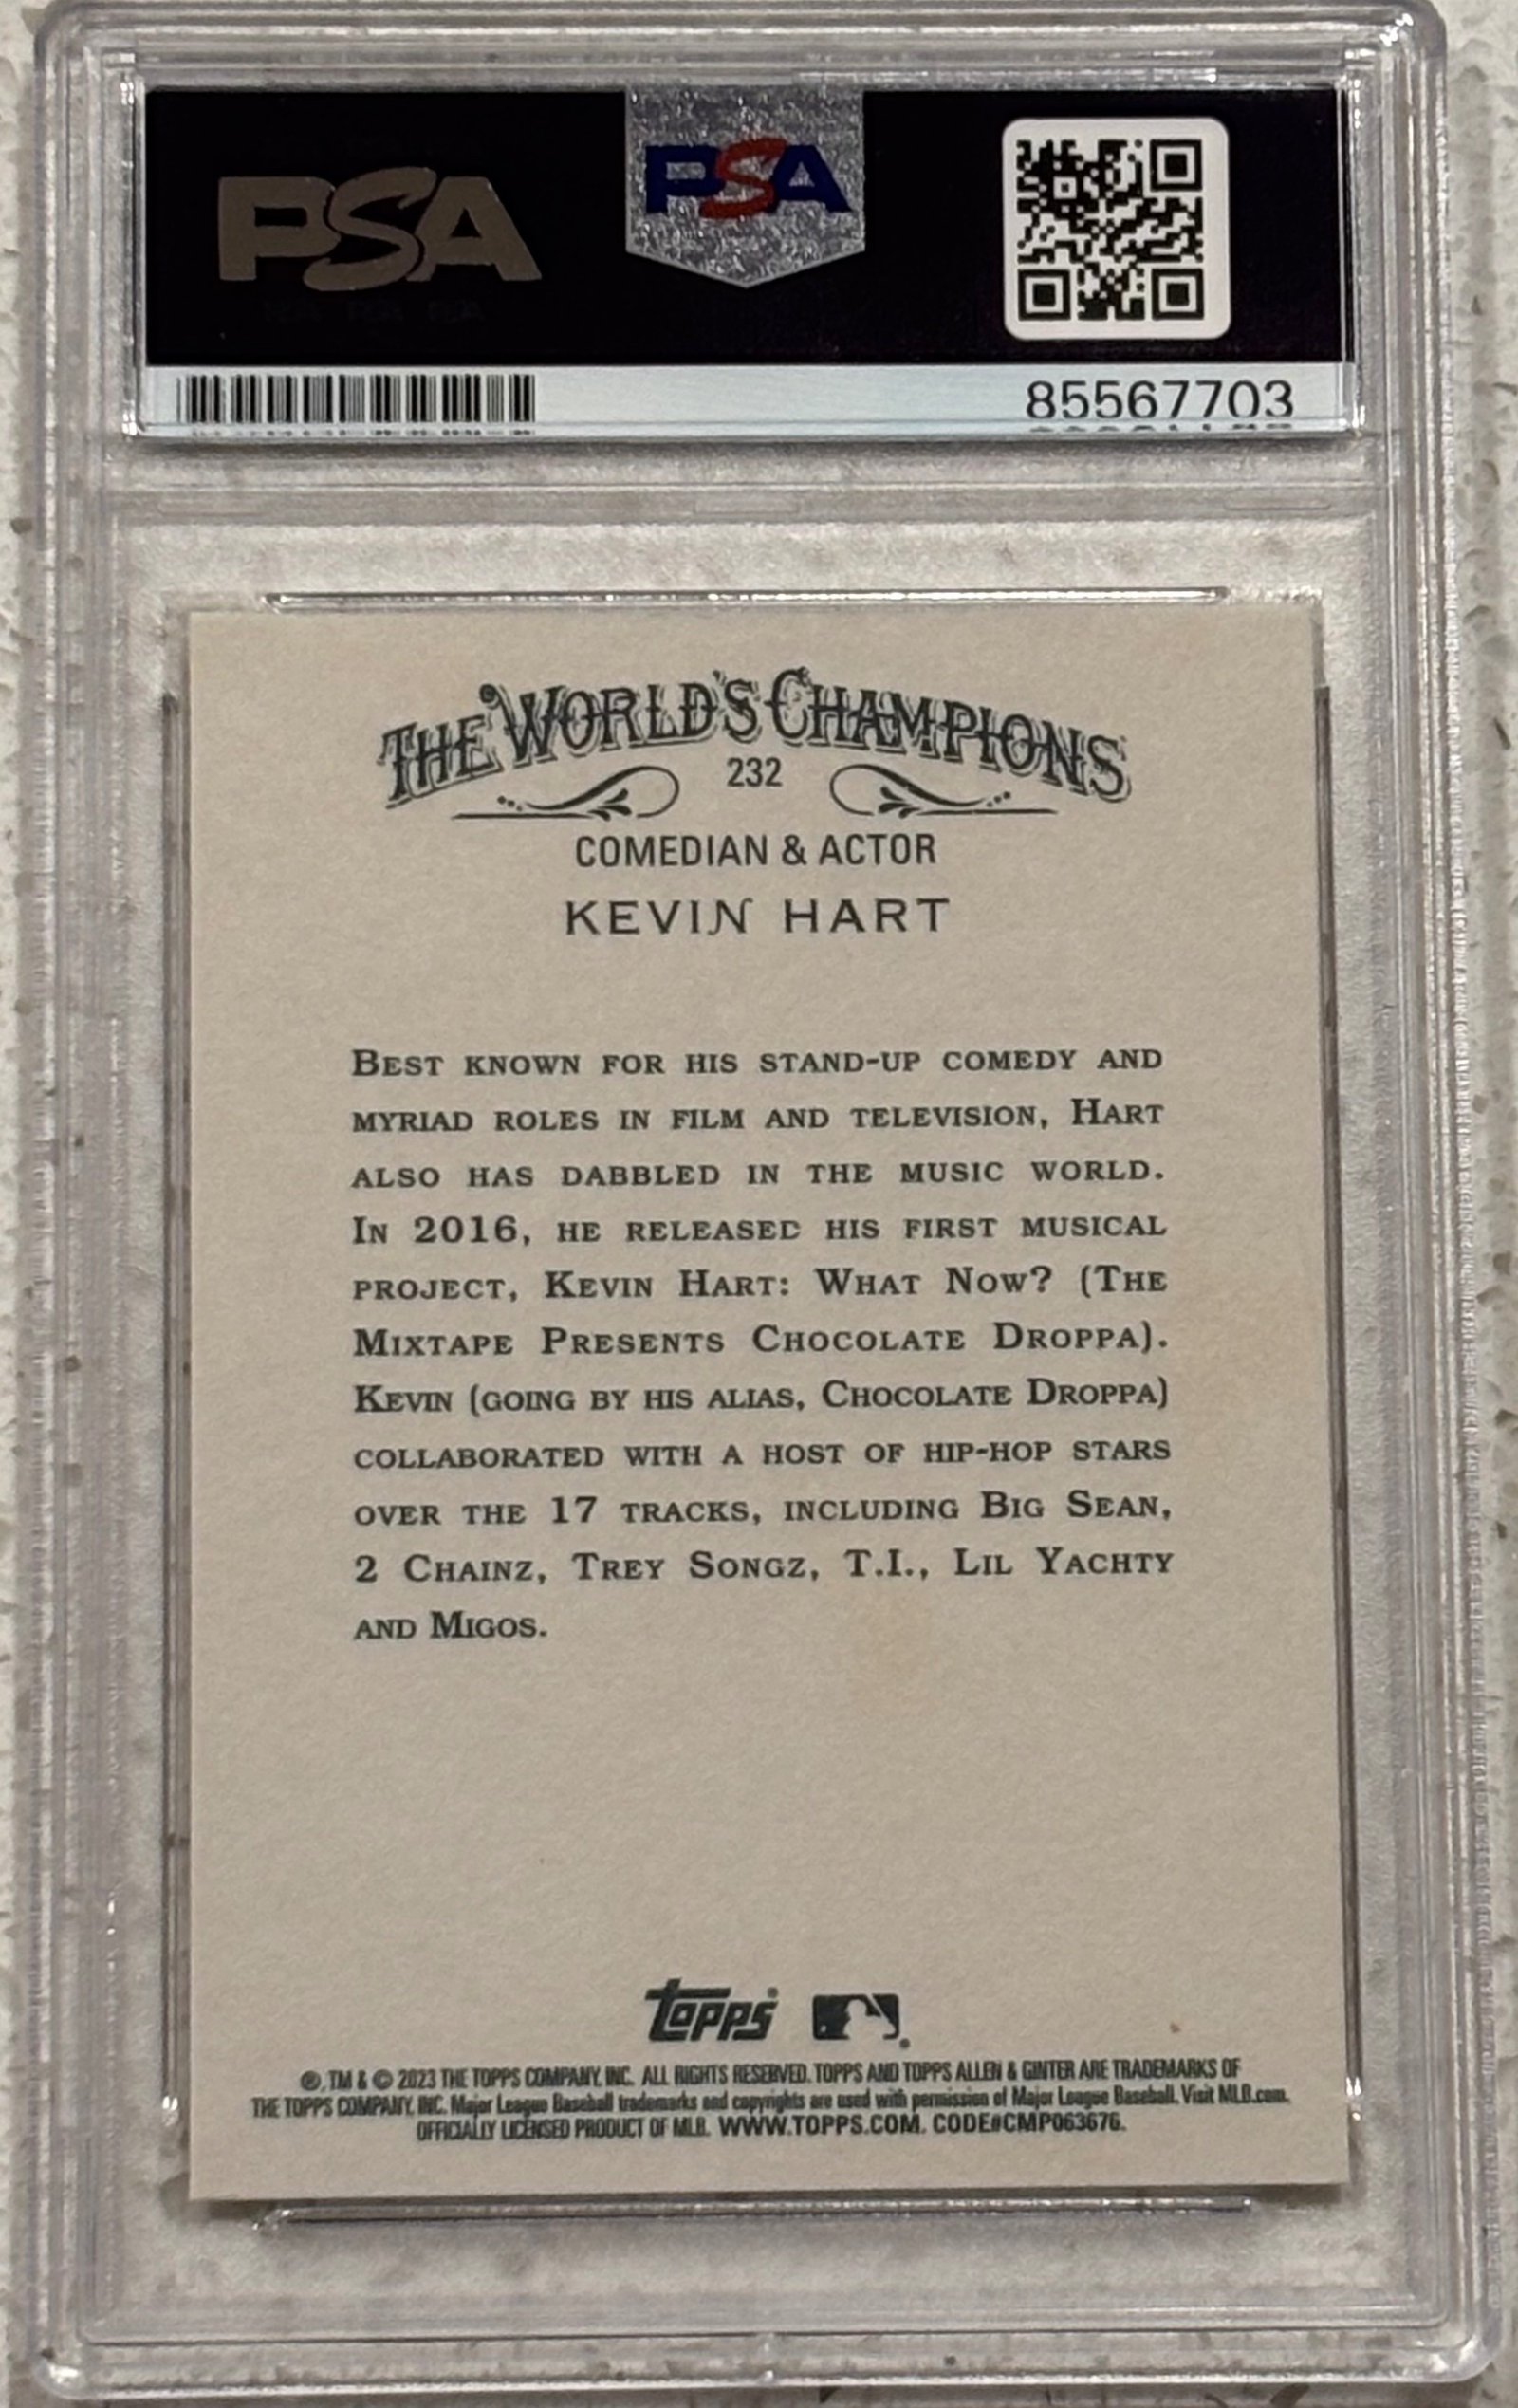 PSA
PSA
85567703
THE WORLD'S CHAMPIONS
232
COMEDIAN & ACTOR
KEVIN HART
BEST KNOWN FOR HIS STAND-UP COMEDY AND
MYRIAD ROLES IN FILM AND TELEVISION, HART
ALSO HAS DABBLED IN THE MUSIC WORLD.
IN 2016, HE RELEASED HIS FIRST MUSICAL
PROJECT, KEVIN HART: WHAT NOW? (THE
MIXTAPE PRESENTS CHOCOLATE DROPPA).
KEVIN (GOING BY HIS ALIAS, CHOCOLATE DROPPA)
COLLABORATED WITH A HOST OF HIP-HOP STARS
OVER THE 17 TRACKS, INCLUDING BIG SEAN,
2 CHAINZ, TREY SONGZ, T.I., LIL YACHTY
AND MIGOS.
topps
®, TM & © 2023 THE TOPPS COMPANY, INC. ALL RIGHTS RESERVED. TOPPS AND TOPPS ALLEN & GINTER ARE TRADEMARKS OF
THE TOPPS COMPANY, INC. Major League Baseball trademarks and copyrights are used with permission of Major League Baseball. Visit MLB.com.
OFFICIALLY LICENSED PRODUCT OF MLB. WWW.TOPPS.COM. CODE#CMP063676.